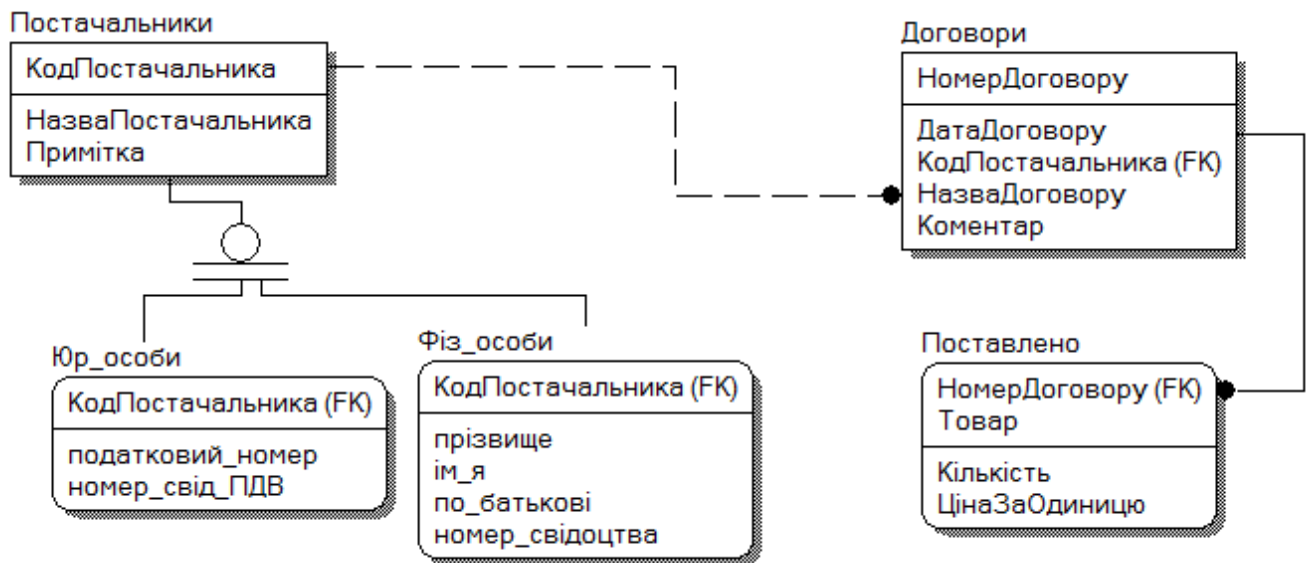 Постачальники
КодПостачальника
НазваПостачальника
Примітка
Договори
НомерДоговору
ДатаДоговору
КодПостачальника (FK)
НазваДоговору
Коментар
Юр_особи
КодПостачальника (FK)
податковий_номер
номер_свід_ПДВ
Фіз_особи
КодПостачальника (FK)
прізвище
ім_я
по_батькові
номер_свідоцтва
Поставлено
НомерДоговору (FK)
Товар
Кількість
ЦінаЗаОдиницю